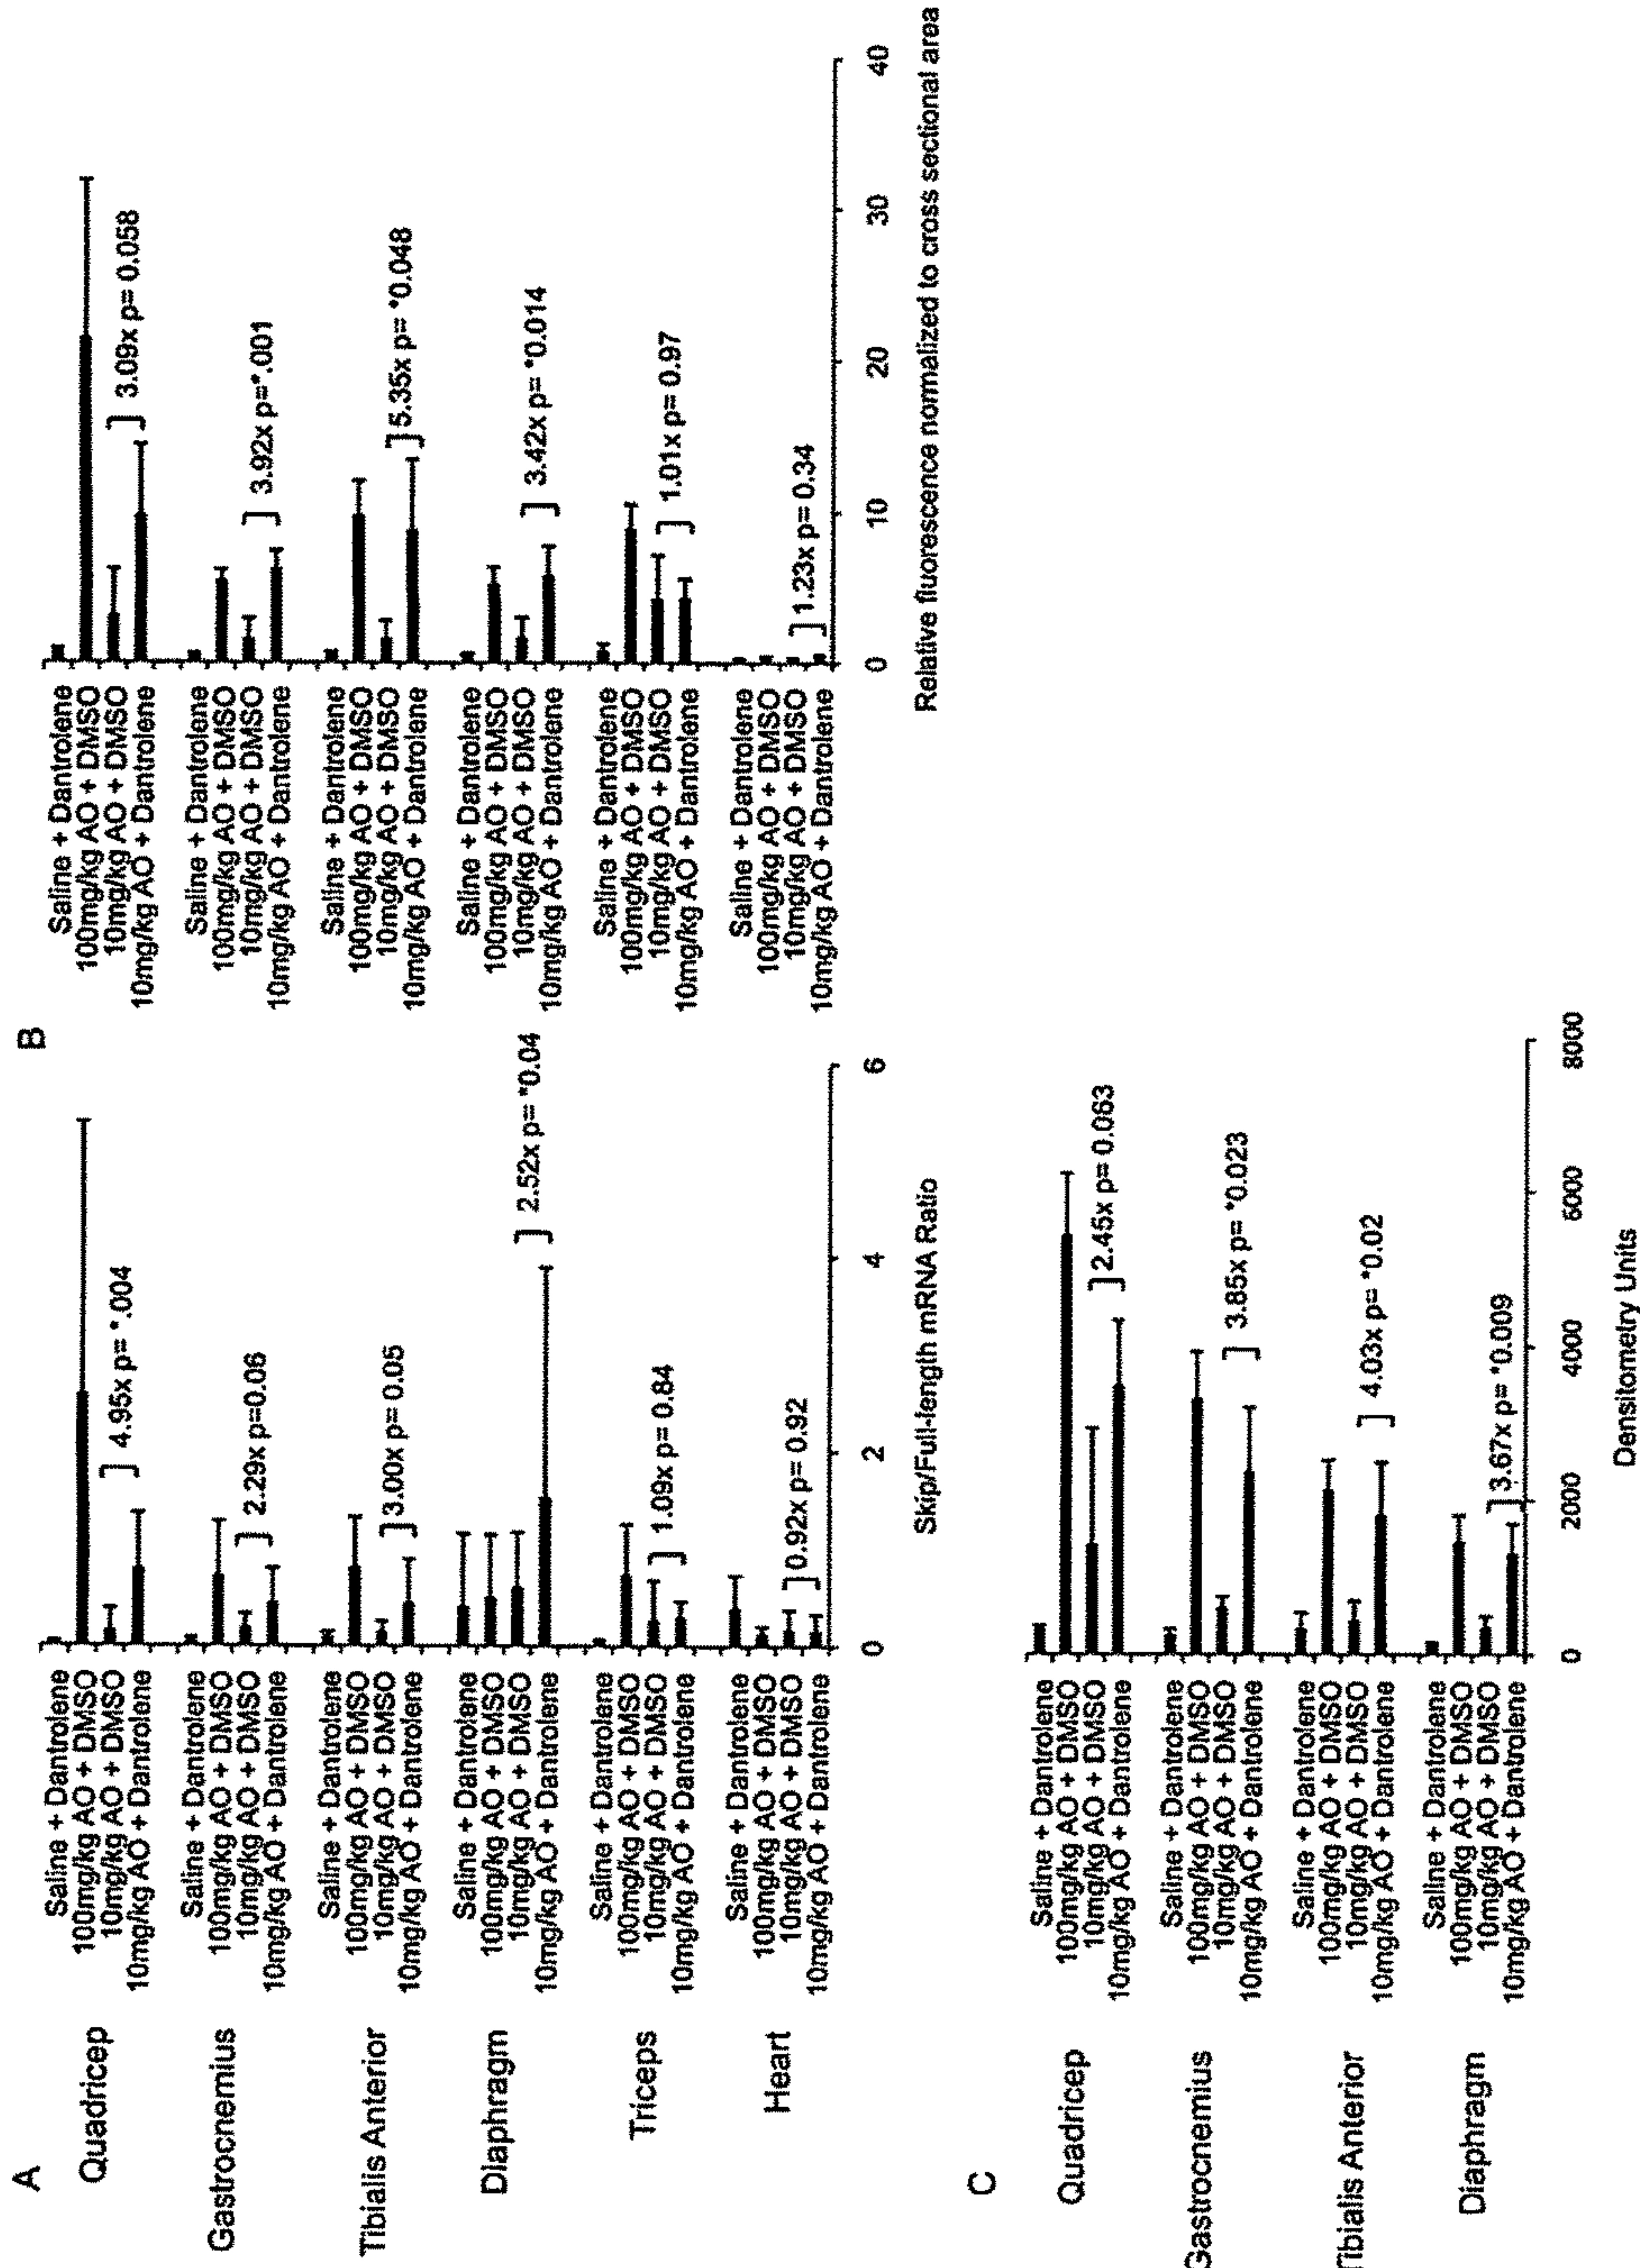 A
Quadricep
Saline + Dantrolene
100mg/kg AO + DMSO
10mg/kg AO + DMSO
10mg/kg AO + Dantrolene
4.95x p= *.004
Gastrocnemius
Saline + Dantrolene
100mg/kg AO + DMSO
10mg/kg AO + DMSO
10mg/kg AO + Dantrolene
2.29x p=0.06
Tibialis Anterior
Saline + Dantrolene
100mg/kg AO + DMSO
10mg/kg AO + DMSO
10mg/kg AO + Dantrolene
3.00x p= 0.05
Diaphragm
Saline + Dantrolene
100mg/kg AO + DMSO
10mg/kg AO + DMSO
10mg/kg AO + Dantrolene
2.52x p= *0.04
Triceps
Saline + Dantrolene
100mg/kg AO + DMSO
10mg/kg AO + DMSO
10mg/kg AO + Dantrolene
1.09x p= 0.84
Heart
Saline + Dantrolene
100mg/kg AO + DMSO
10mg/kg AO + DMSO
10mg/kg AO + Dantrolene
0.92x p= 0.92
0 2 4 6
Skip/Full-length mRNA Ratio
B
Saline + Dantrolene
100mg/kg AO + DMSO
10mg/kg AO + DMSO
10mg/kg AO + Dantrolene
3.09x p= 0.058
Saline + Dantrolene
100mg/kg AO + DMSO
10mg/kg AO + DMSO
10mg/kg AO + Dantrolene
3.92x p=*.001
Saline + Dantrolene
100mg/kg AO + DMSO
10mg/kg AO + DMSO
10mg/kg AO + Dantrolene
5.35x p= *0.048
Saline + Dantrolene
100mg/kg AO + DMSO
10mg/kg AO + DMSO
10mg/kg AO + Dantrolene
3.42x p= *0.014
Saline + Dantrolene
100mg/kg AO + DMSO
10mg/kg AO + DMSO
10mg/kg AO + Dantrolene
1.01x p= 0.97
Saline + Dantrolene
100mg/kg AO + DMSO
10mg/kg AO + DMSO
10mg/kg AO + Dantrolene
1.23x p= 0.34
0 10 20 30 40
Relative fluorescence normalized to cross sectional area
C
Quadricep
Saline + Dantrolene
100mg/kg AO + DMSO
10mg/kg AO + DMSO
10mg/kg AO + Dantrolene
2.45x p= 0.063
Gastrocnemius
Saline + Dantrolene
100mg/kg AO + DMSO
10mg/kg AO + DMSO
10mg/kg AO + Dantrolene
3.85x p= *0.023
Tibialis Anterior
Saline + Dantrolene
100mg/kg AO + DMSO
10mg/kg AO + DMSO
10mg/kg AO + Dantrolene
4.03x p= *0.02
Diaphragm
Saline + Dantrolene
100mg/kg AO + DMSO
10mg/kg AO + DMSO
10mg/kg AO + Dantrolene
3.67x p= *0.009
0 2000 4000 6000 8000
Densitometry Units